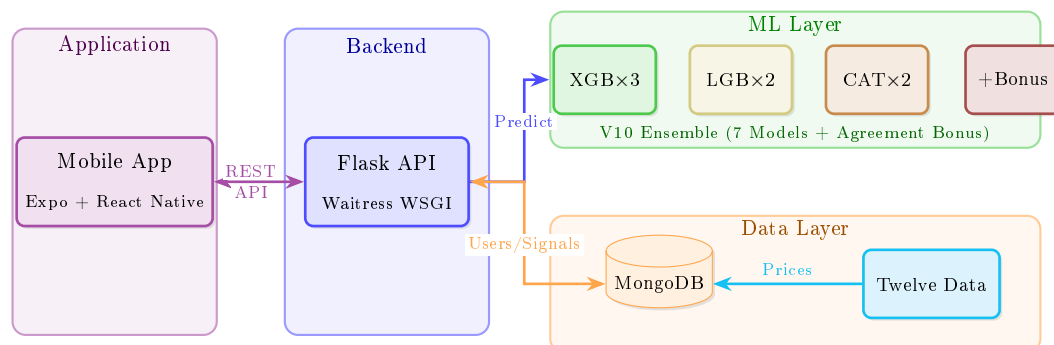 Application
Mobile App
Expo + React Native
REST
API
Backend
Flask API
Waitress WSGI
Predict
Users/Signals
ML Layer
XGB×3
LGB×2
CAT×2
+Bonus
V10 Ensemble (7 Models + Agreement Bonus)
Data Layer
MongoDB
Prices
Twelve Data